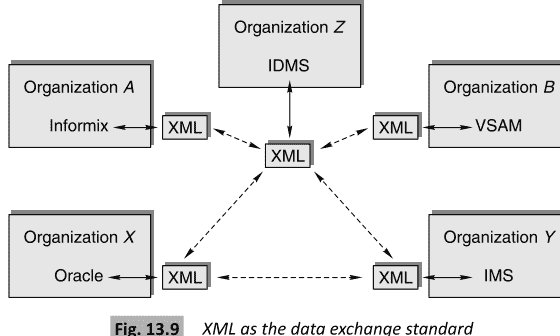 Organization Z
IDMS
Organization A
Informix
XML
Organization B
XML
VSAM
XML
Organization X
Oracle
XML
Organization Y
XML
IMS
Fig. 13.9 XML as the data exchange standard